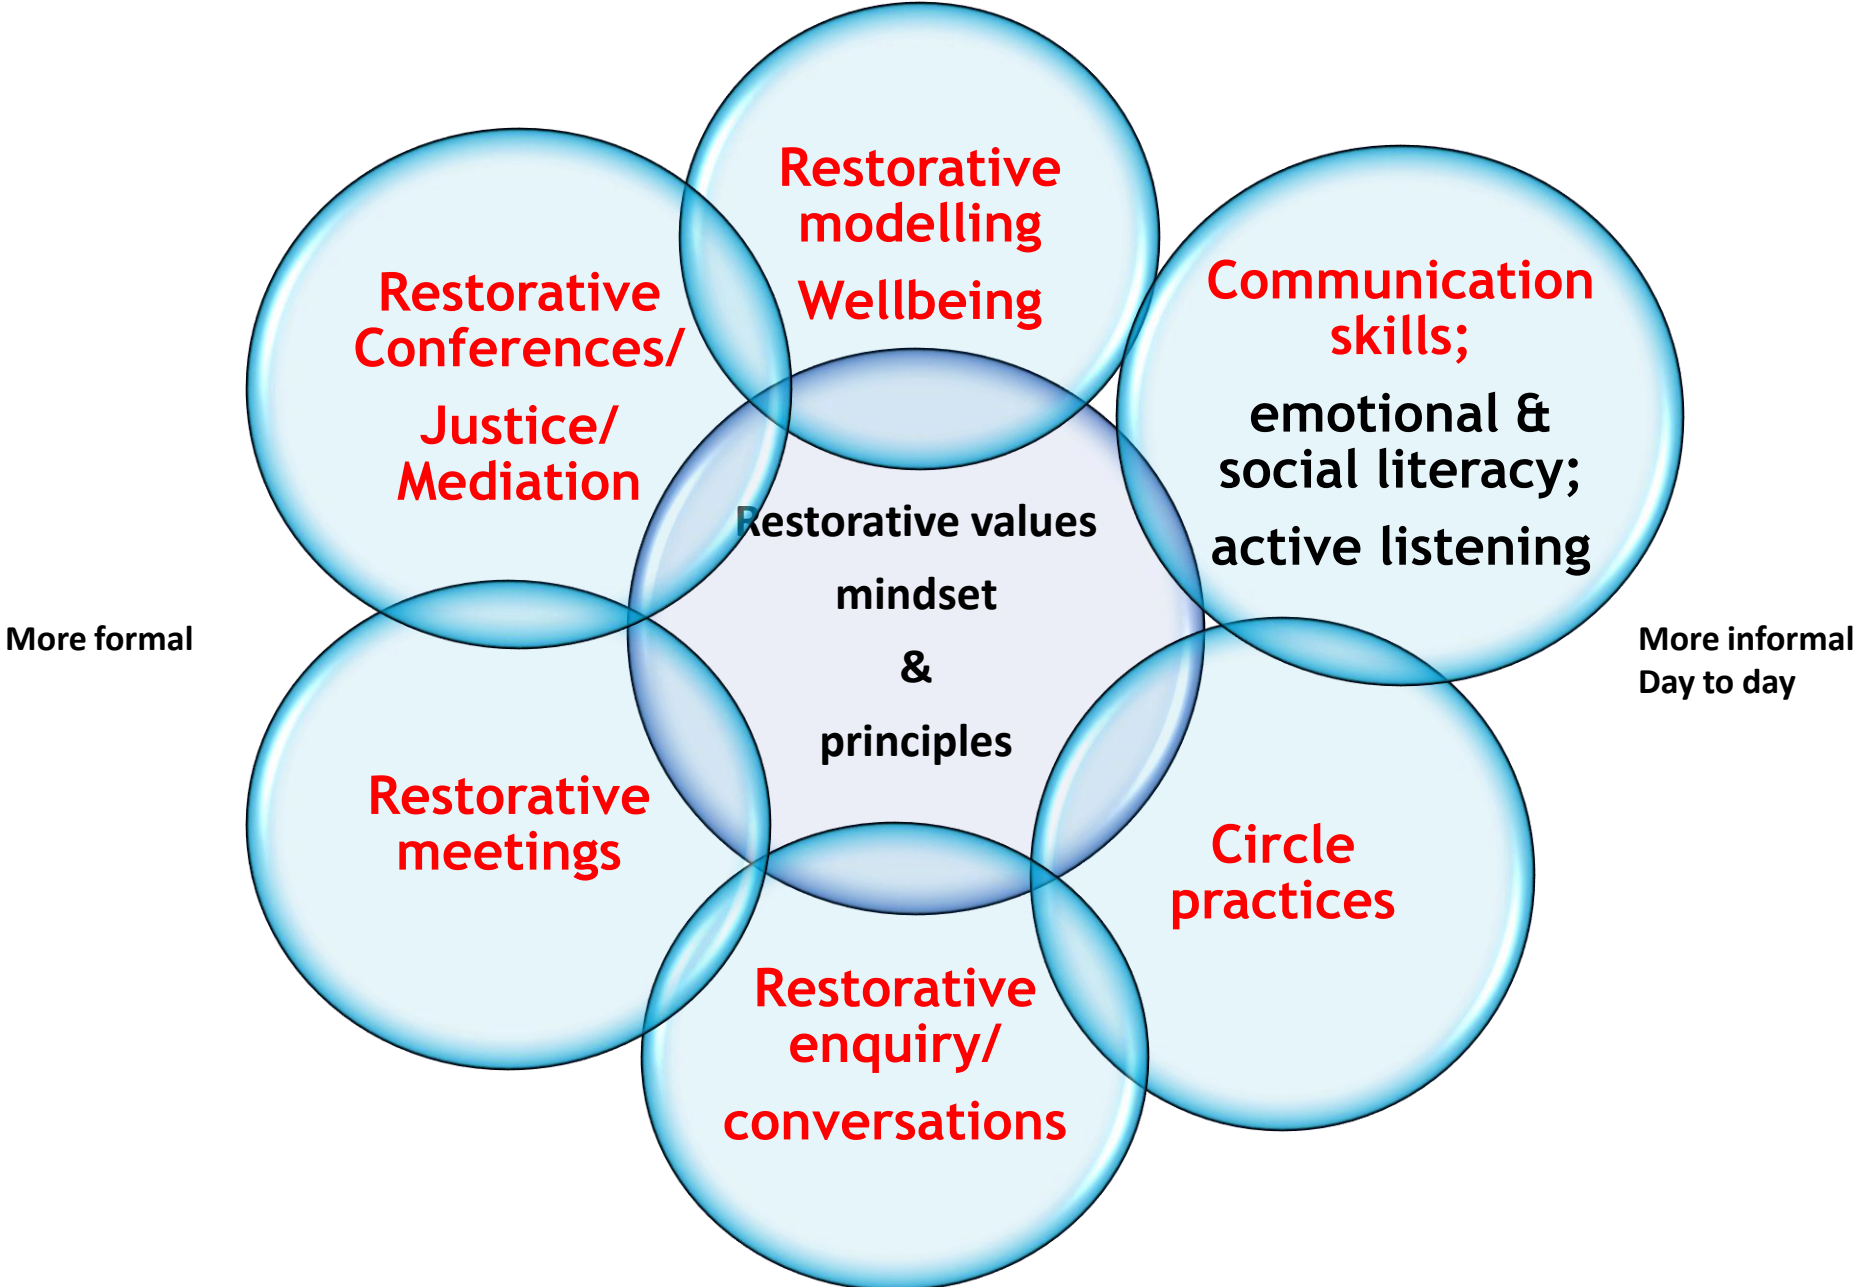 Restorative
modelling
Wellbeing
Communication
skills;
emotional &
social literacy;
active listening
Circle
practices
Restorative
enquiry/
conversations
Restorative
meetings
Restorative
Conferences/
Justice/
Mediation
Restorative values
mindset
&
principles
More formal
More informal
Day to day